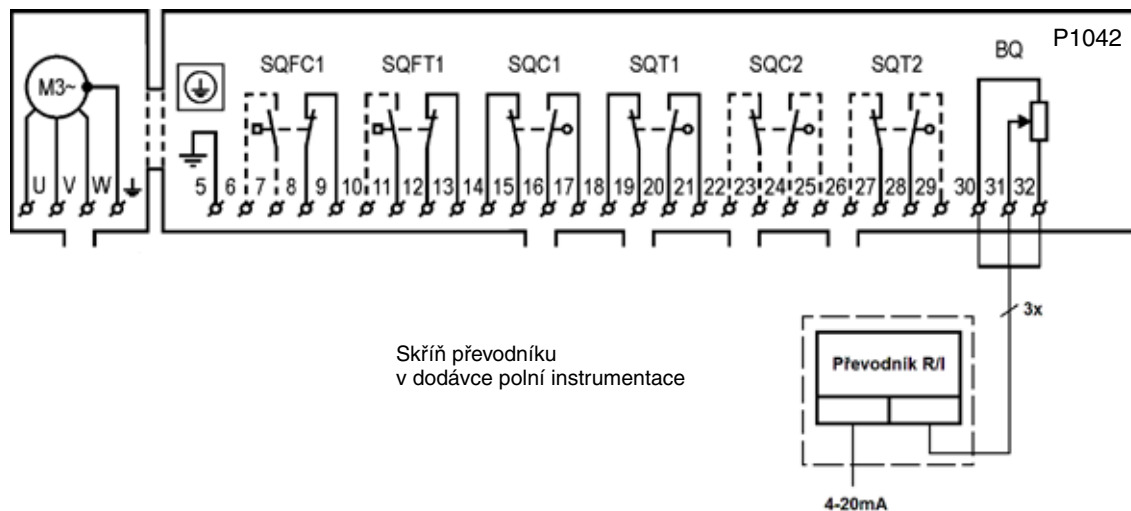 P1042
SQFC1 SQFT1 SQC1 SQT1 SQC2 SQT2 BQ
M3~
U V W 5 6 7 8 9 10 11 12 13 14 15 16 17 18 19 20 21 22 23 24 25 26 27 28 29 30 31 32
3x
Skříň převodníku
v dodávce polní instrumentace
Převodník R/I
4-20mA